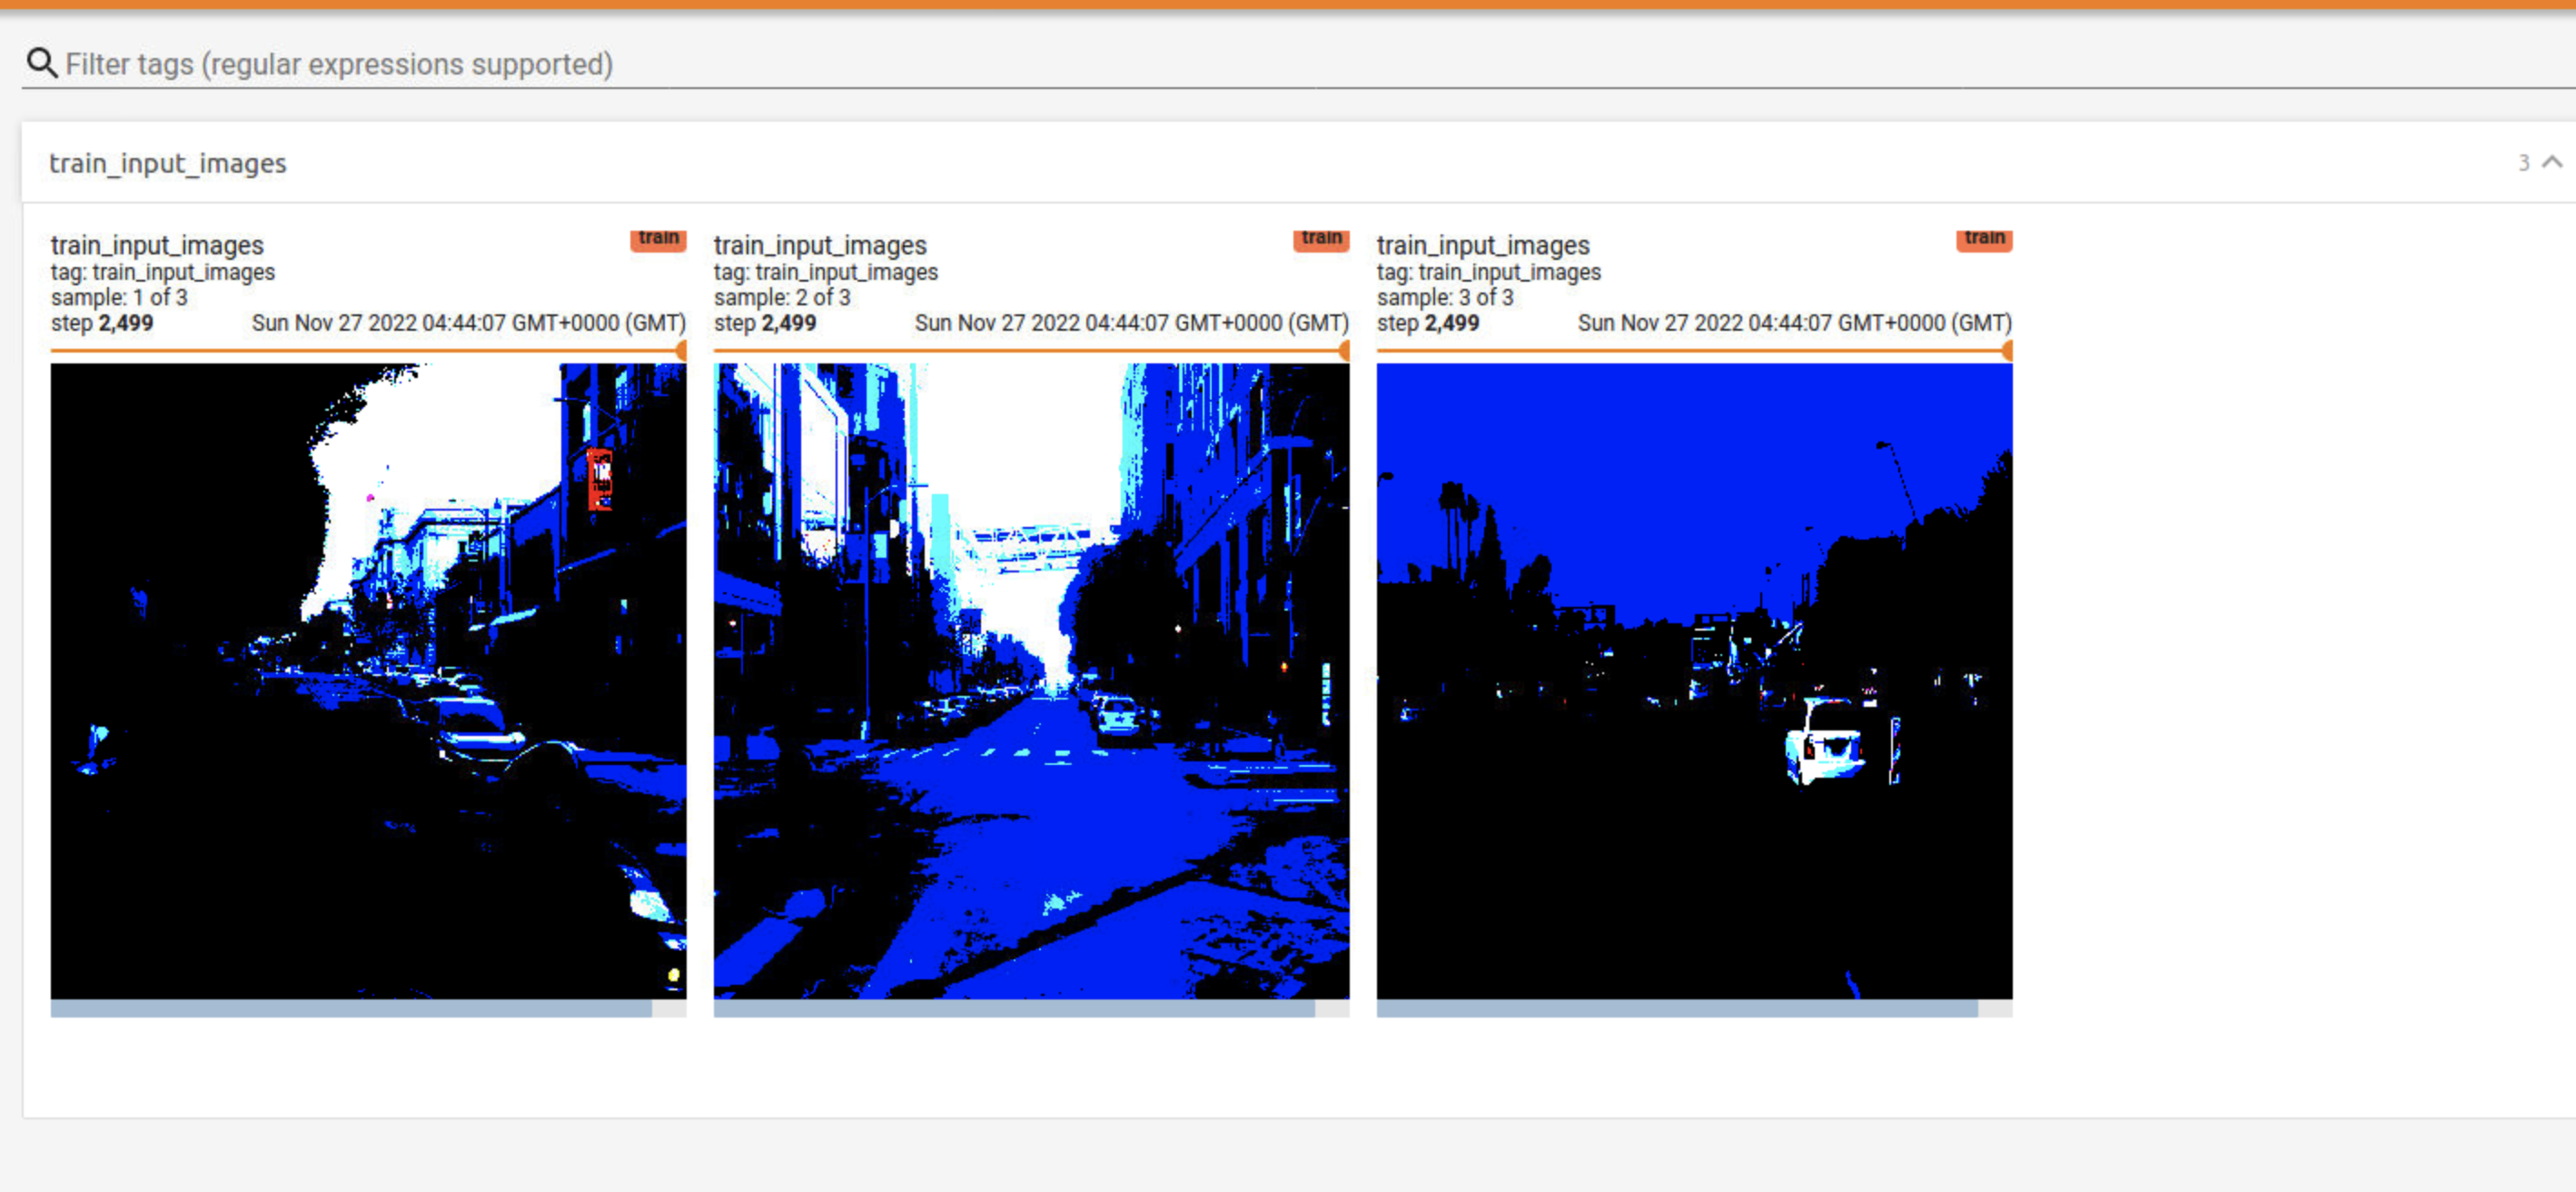 Filter tags (regular expressions supported)
train_input_images
3
train_input_images
train
tag: train_input_images
sample: 1 of 3
step 2,499 Sun Nov 27 2022 04:44:07 GMT+0000 (GMT)
train_input_images
train
tag: train_input_images
sample: 2 of 3
step 2,499 Sun Nov 27 2022 04:44:07 GMT+0000 (GMT)
train_input_images
train
tag: train_input_images
sample: 3 of 3
step 2,499 Sun Nov 27 2022 04:44:07 GMT+0000 (GMT)